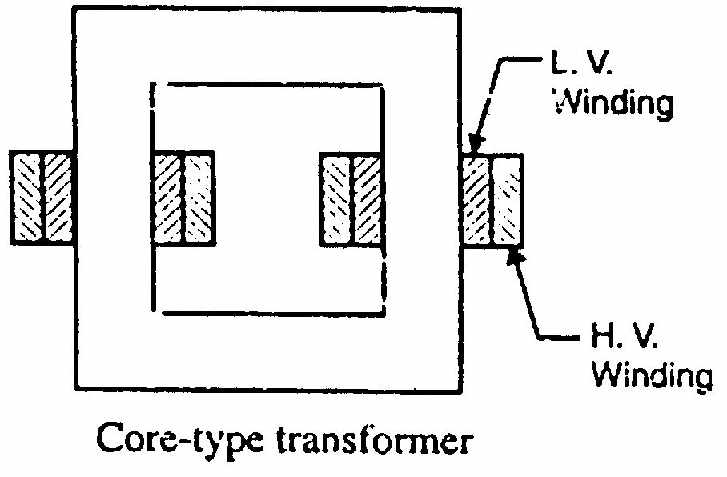 L. V.
Winding
H. V.
Winding
Core-type transformer